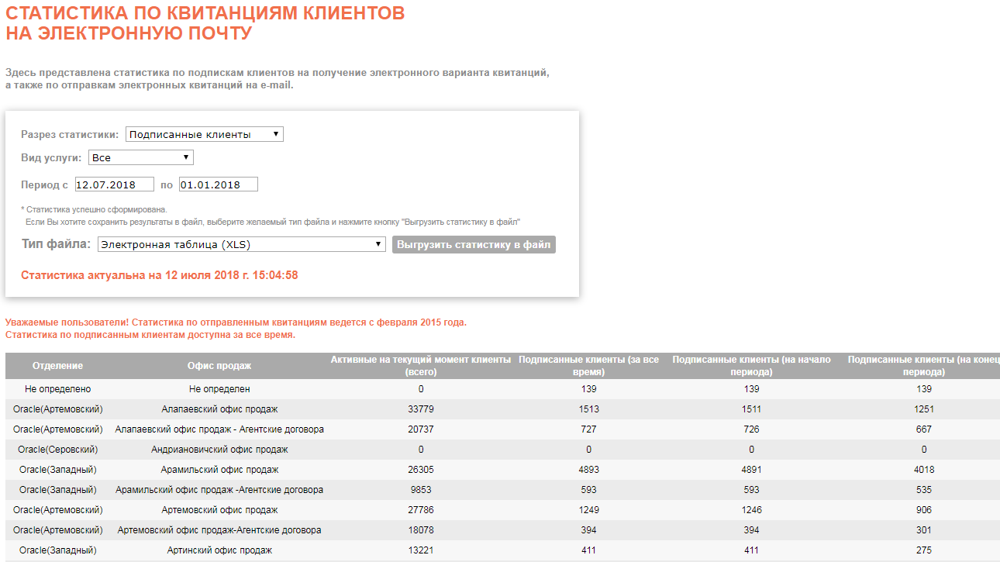 СТАТИСТИКА ПО КВИТАНЦИЯМ КЛИЕНТОВ
НА ЭЛЕКТРОННУЮ ПОЧТУ
Здесь представлена статистика по подпискам клиентов на получение электронного варианта квитанций,
а также по отправкам электронных квитанций на e-mail.
Разрез статистики: Подписанные клиенты
Вид услуги: Все
Период с 12.07.2018 по 01.01.2018
* Статистика успешно сформирована.
Если Вы хотите сохранить результаты в файл, выберите желаемый тип файла и нажмите кнопку "Выгрузить статистику в файл"
Тип файла: Электронная таблица (XLS) Выгрузить статистику в файл
Статистика актуальна на 12 июля 2018 г. 15:04:58
Уважаемые пользователи! Статистика по отправленным квитанциям ведется с февраля 2015 года.
Статистика по подписанным клиентам доступна за все время.
Отделение Офис продаж Активные на текущий момент клиенты (всего) Подписанные клиенты (за все время) Подписанные клиенты (на начало периода) Подписанные клиенты (на конец периода)
Не определено Не определен 0 139 139 139
Oracle(Артемовский) Алапаевский офис продаж 33779 1513 1511 1251
Oracle(Артемовский) Алапаевский офис продаж - Агентские договора 20737 727 726 667
Oracle(Серовский) Андриановичский офис продаж 0 0 0 0
Oracle(Западный) Арамильский офис продаж 26305 4893 4891 4018
Oracle(Западный) Арамильский офис продаж -Агентские договора 9853 593 593 535
Oracle(Артемовский) Артемовский офис продаж 27786 1249 1246 906
Oracle(Артемовский) Артемовский офис продаж-Агентские договора 18078 394 394 301
Oracle(Западный) Артинский офис продаж 13221 411 411 275